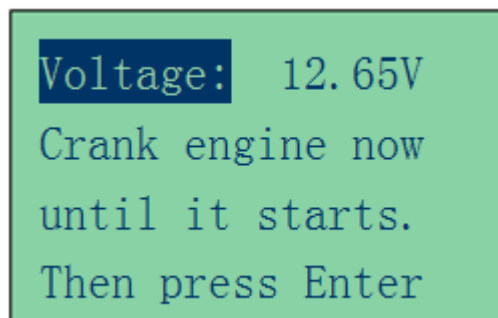 Voltage: 12.65V
Crank engine now
until it starts.
Then press Enter